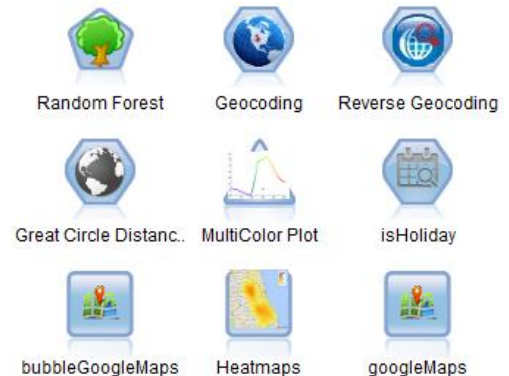 Random Forest
Geocoding
Reverse Geocoding
Great Circle Distanc..
MultiColor Plot
isHoliday
bubbleGoogleMaps
Heatmaps
googleMaps